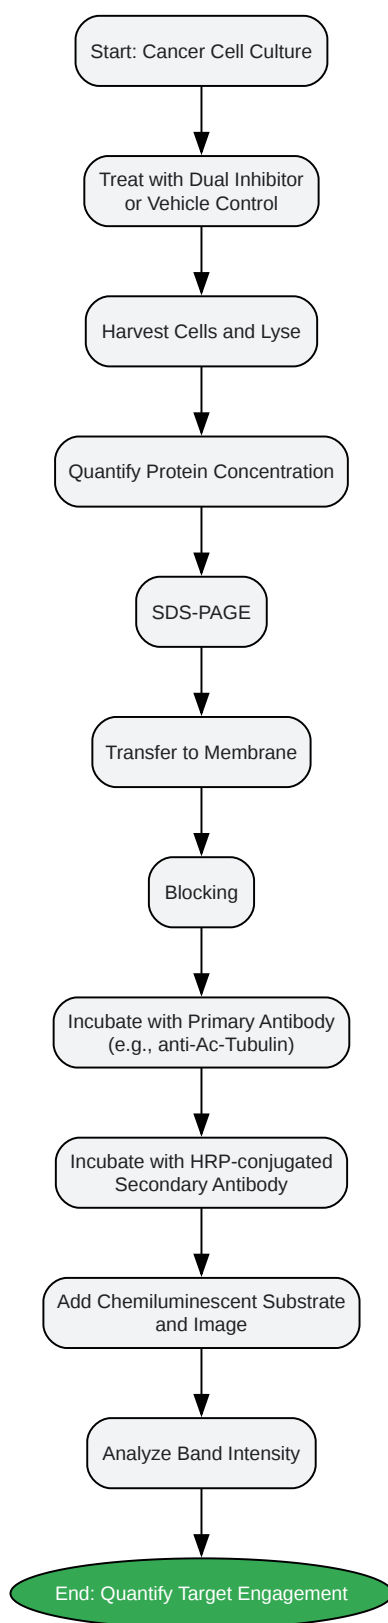 Start: Cancer Cell Culture
Treat with Dual Inhibitor
or Vehicle Control
Harvest Cells and Lyse
Quantify Protein Concentration
SDS-PAGE
Transfer to Membrane
Blocking
Incubate with Primary Antibody
(e.g., anti-Ac-Tubulin)
Incubate with HRP-conjugated
Secondary Antibody
Add Chemiluminescent Substrate
and Image
Analyze Band Intensity
End: Quantify Target Engagement